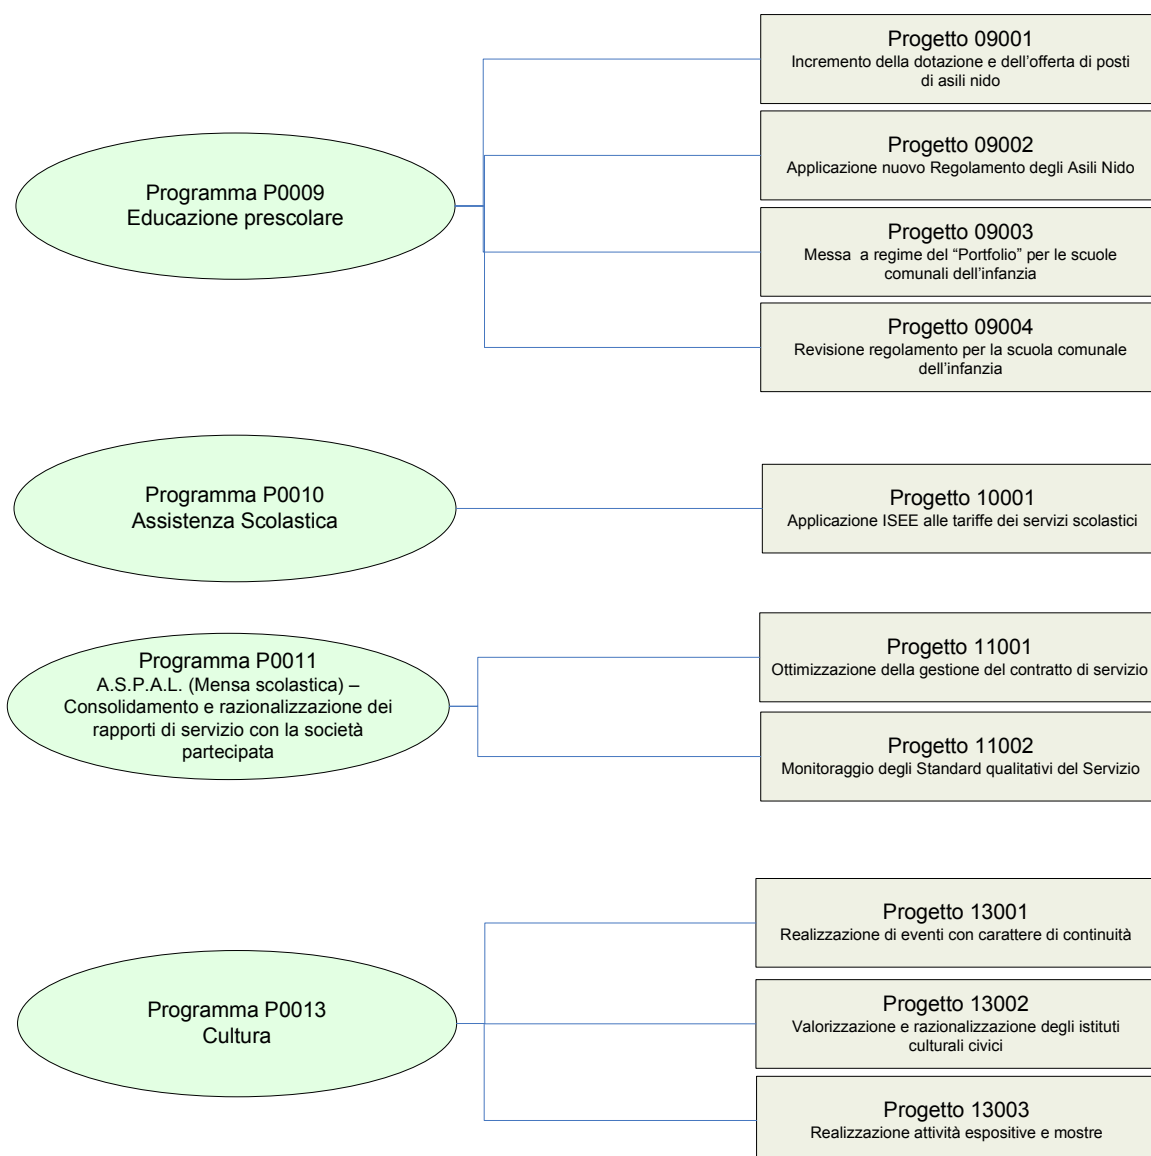 Programma P0009
Educazione prescolare
Progetto 09001
Incremento della dotazione e dell'offerta di posti
di asili nido
Progetto 09002
Applicazione nuovo Regolamento degli Asili Nido
Progetto 09003
Messa  a regime del “Portfolio” per le scuole
comunali dell'infanzia
Progetto 09004
Revisione regolamento per la scuola comunale
dell'infanzia
Programma P0010
Assistenza Scolastica
Progetto 10001
Applicazione ISEE alle tariffe dei servizi scolastici
Programma P0011
A.S.P.A.L. (Mensa scolastica) –
Consolidamento e razionalizzazione dei
rapporti di servizio con la società
partecipata
Progetto 11001
Ottimizzazione della gestione del contratto di servizio
Progetto 11002
Monitoraggio degli Standard qualitativi del Servizio
Programma P0013
Cultura
Progetto 13001
Realizzazione di eventi con carattere di continuità
Progetto 13002
Valorizzazione e razionalizzazione degli istituti
culturali civici
Progetto 13003
Realizzazione attività espositive e mostre